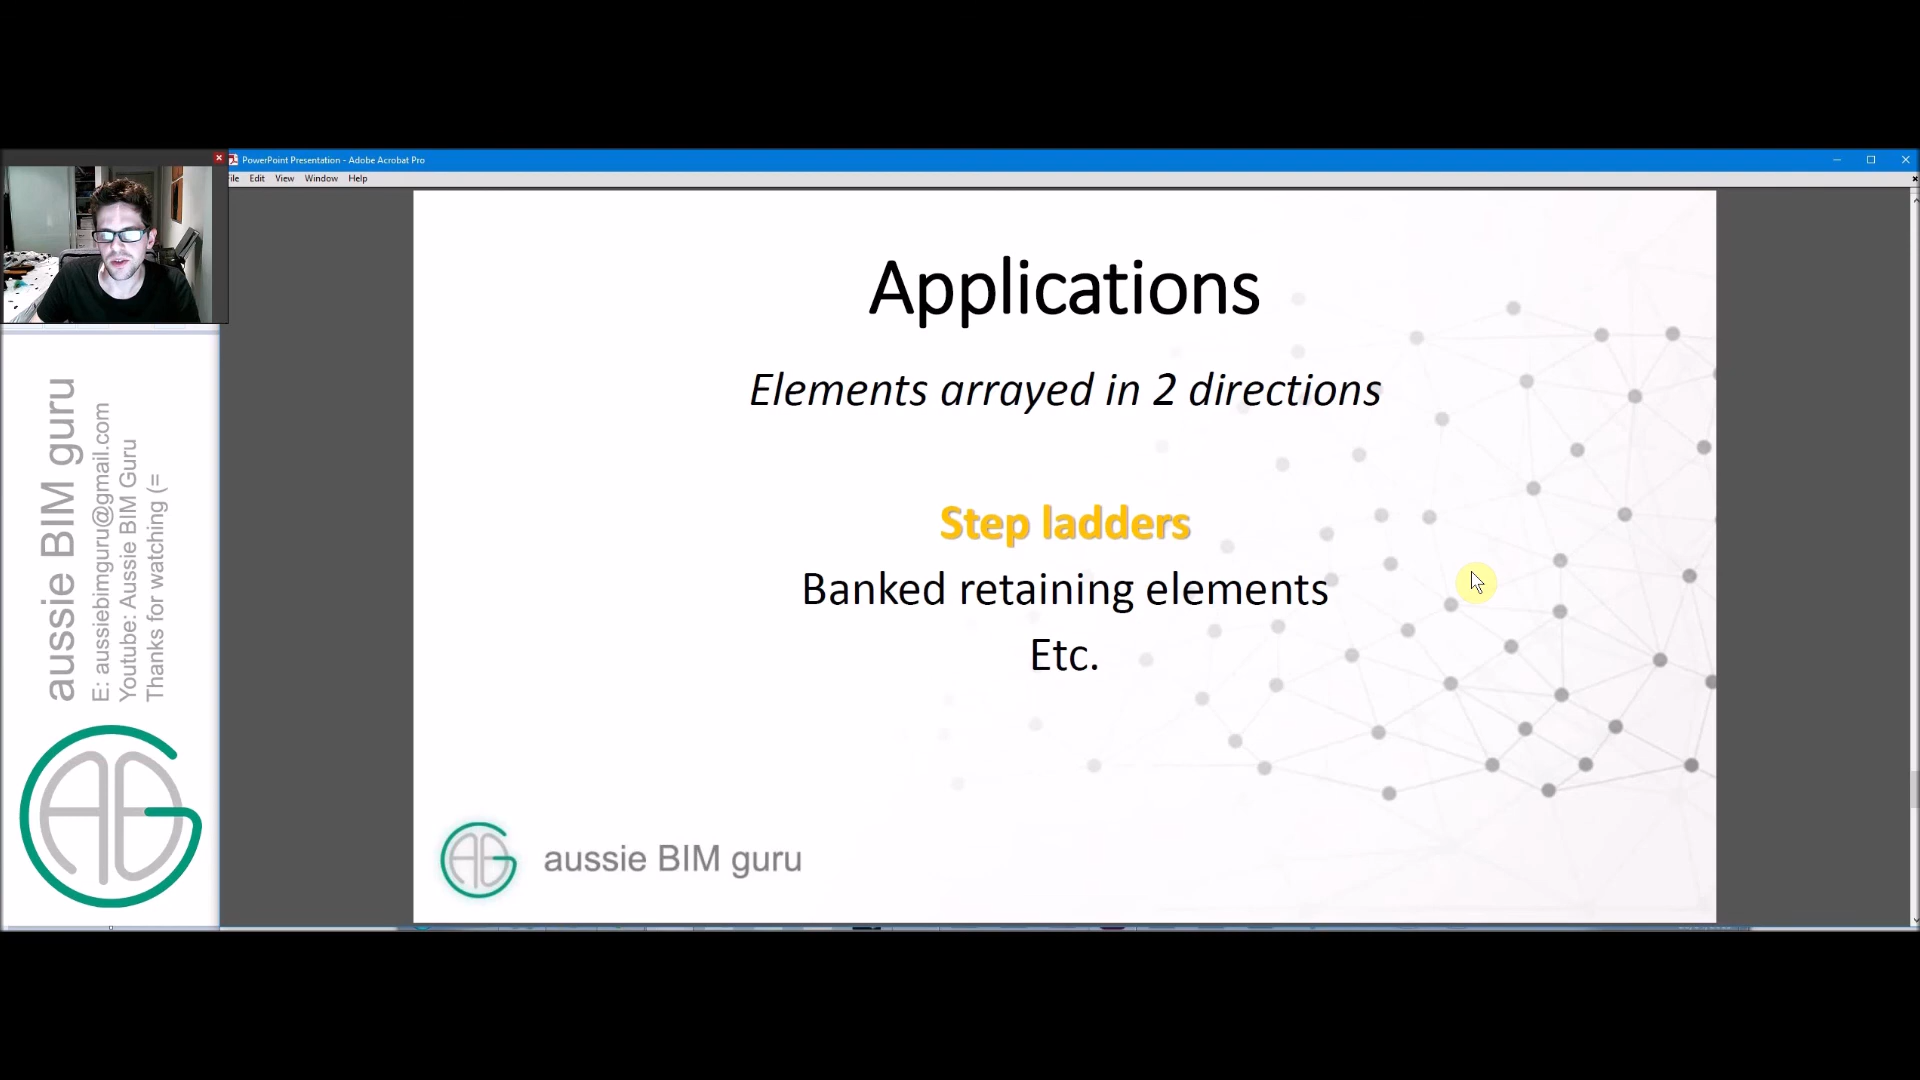 PowerPoint Presentation - Adobe Acrobat Pro
File Edit View Window Help
Applications
Elements arrayed in 2 directions
Step ladders
Banked retaining elements
Etc.
aussie BIM guru
aussie BIM guru
E: aussiebimguru@gmail.com
Youtube: Aussie BIM Guru
Thanks for watching (=